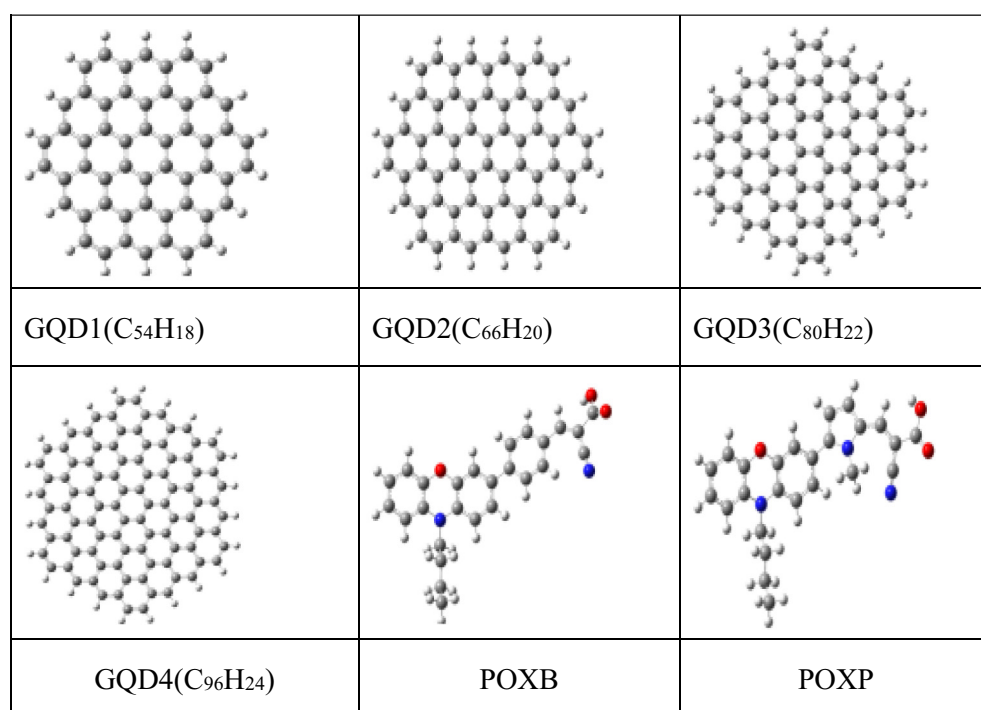 GQD1(C₅₄H₁₈)
GQD2(C₆₆H₂₀)
GQD3(C₈₀H₂₂)
GQD4(C₉₆H₂₄)
POXB
POXP